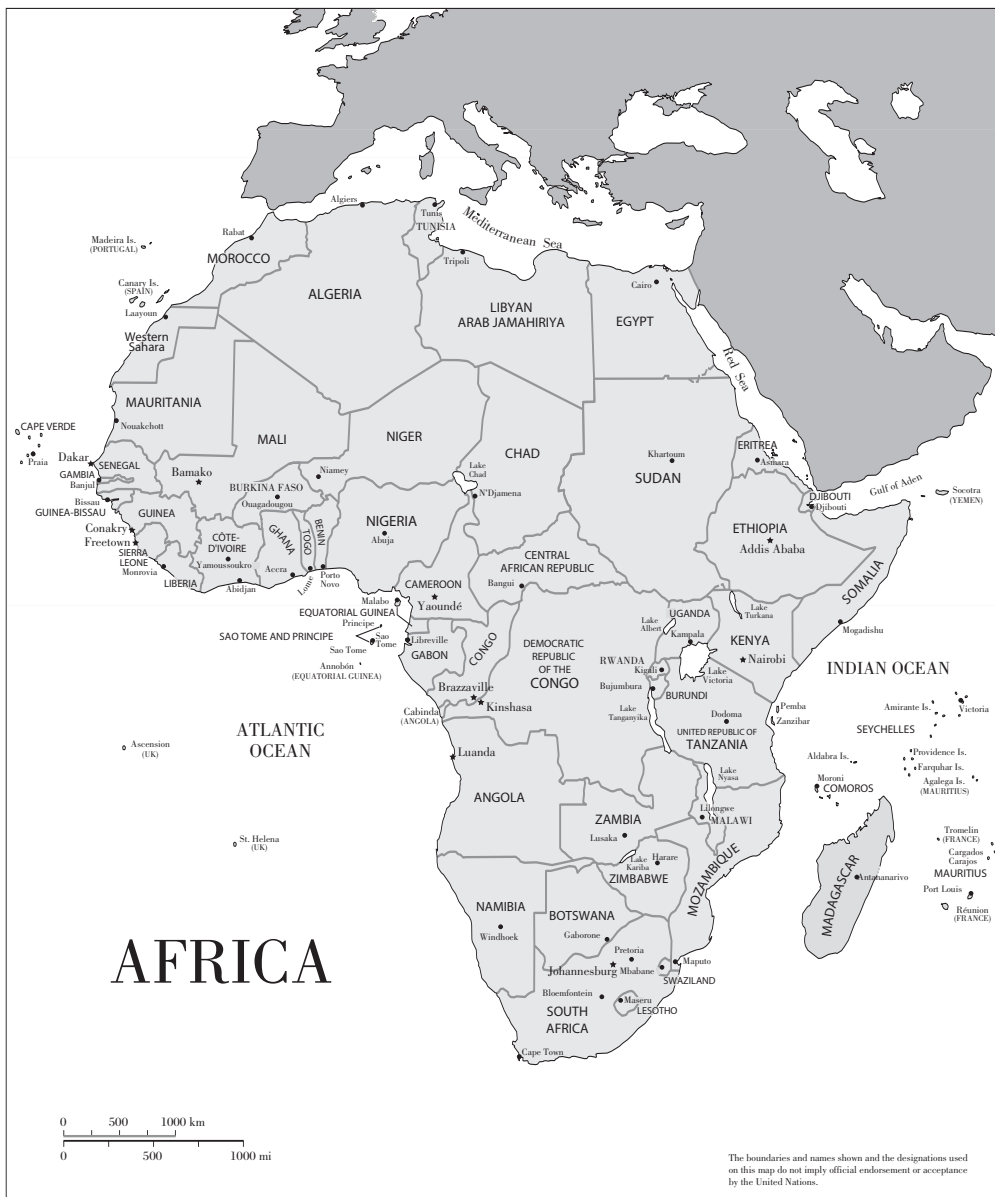 Algiers
Tunis
TUNISIA
Mediterranean Sea
Rabat
Madeira Is.
(PORTUGAL)
MOROCCO
Tripoli
Cairo
Canary Is.
(SPAIN)
Laayoun
ALGERIA
LIBYAN
ARAB JAMAHIRIYA
EGYPT
Western
Sahara
Red Sea
MAURITANIA
Nouakchott
CAPE VERDE
Praia
MALI
NIGER
CHAD
SUDAN
Khartoum
ERITREA
Asmara
Dakar
SENEGAL
GAMBIA
Banjul
Bamako
Niamey
Lake
Chad
N'Djamena
BURKINA FASO
Ouagadougou
Gulf of Aden
Socotra
(YEMEN)
DJIBOUTI
Djibouti
Bissau
GUINEA-BISSAU
GUINEA
Conakry
Freetown
SIERRA
LEONE
Monrovia
LIBERIA
CÔTE-
D'IVOIRE
Yamoussoukro
Abidjan
GHANA
Accra
TOGO
Lome
BENIN
Porto
Novo
NIGERIA
Abuja
ETHIOPIA
Addis Ababa
SOMALIA
CENTRAL
AFRICAN REPUBLIC
Bangui
CAMEROON
Yaoundé
Malabo
EQUATORIAL GUINEA
Principe
SAO TOME AND PRINCIPE
Sao
Tome
Sao Tome
Annobón
(EQUATORIAL GUINEA)
Libreville
GABON
CONGO
DEMOCRATIC
REPUBLIC
OF THE
CONGO
UGANDA
Lake
Albert
Kampala
Lake
Turkana
KENYA
Nairobi
Mogadishu
RWANDA
Kigali
Lake
Victoria
Bujumbura
BURUNDI
INDIAN OCEAN
Brazzaville
Kinshasa
Cabinda
(ANGOLA)
Lake
Tanganyika
Dodoma
UNITED REPUBLIC OF
TANZANIA
Pemba
Zanzibar
Amirante Is.
Victoria
SEYCHELLES
ATLANTIC
OCEAN
Ascension
(UK)
Luanda
Aldabra Is.
Providence Is.
Farquhar Is.
Agalega Is.
(MAURITIUS)
Lake
Nyasa
Moroni
COMOROS
ANGOLA
ZAMBIA
Lusaka
Lilongwe
MALAWI
St. Helena
(UK)
Lake
Kariba
Harare
ZIMBABWE
MOZAMBIQUE
MADAGASCAR
Antananarivo
Tromelin
(FRANCE)
Cargados
Carajos
MAURITIUS
Port Louis
Réunion
(FRANCE)
NAMIBIA
Windhoek
BOTSWANA
Gaborone
Pretoria
Johannesburg
Mbabane
Maputo
SWAZILAND
AFRICA
Bloemfontein
Maseru
LESOTHO
SOUTH
AFRICA
Cape Town
0 500 1000 km
0 500 1000 mi
The boundaries and names shown and the designations used
on this map do not imply official endorsement or acceptance
by the United Nations.